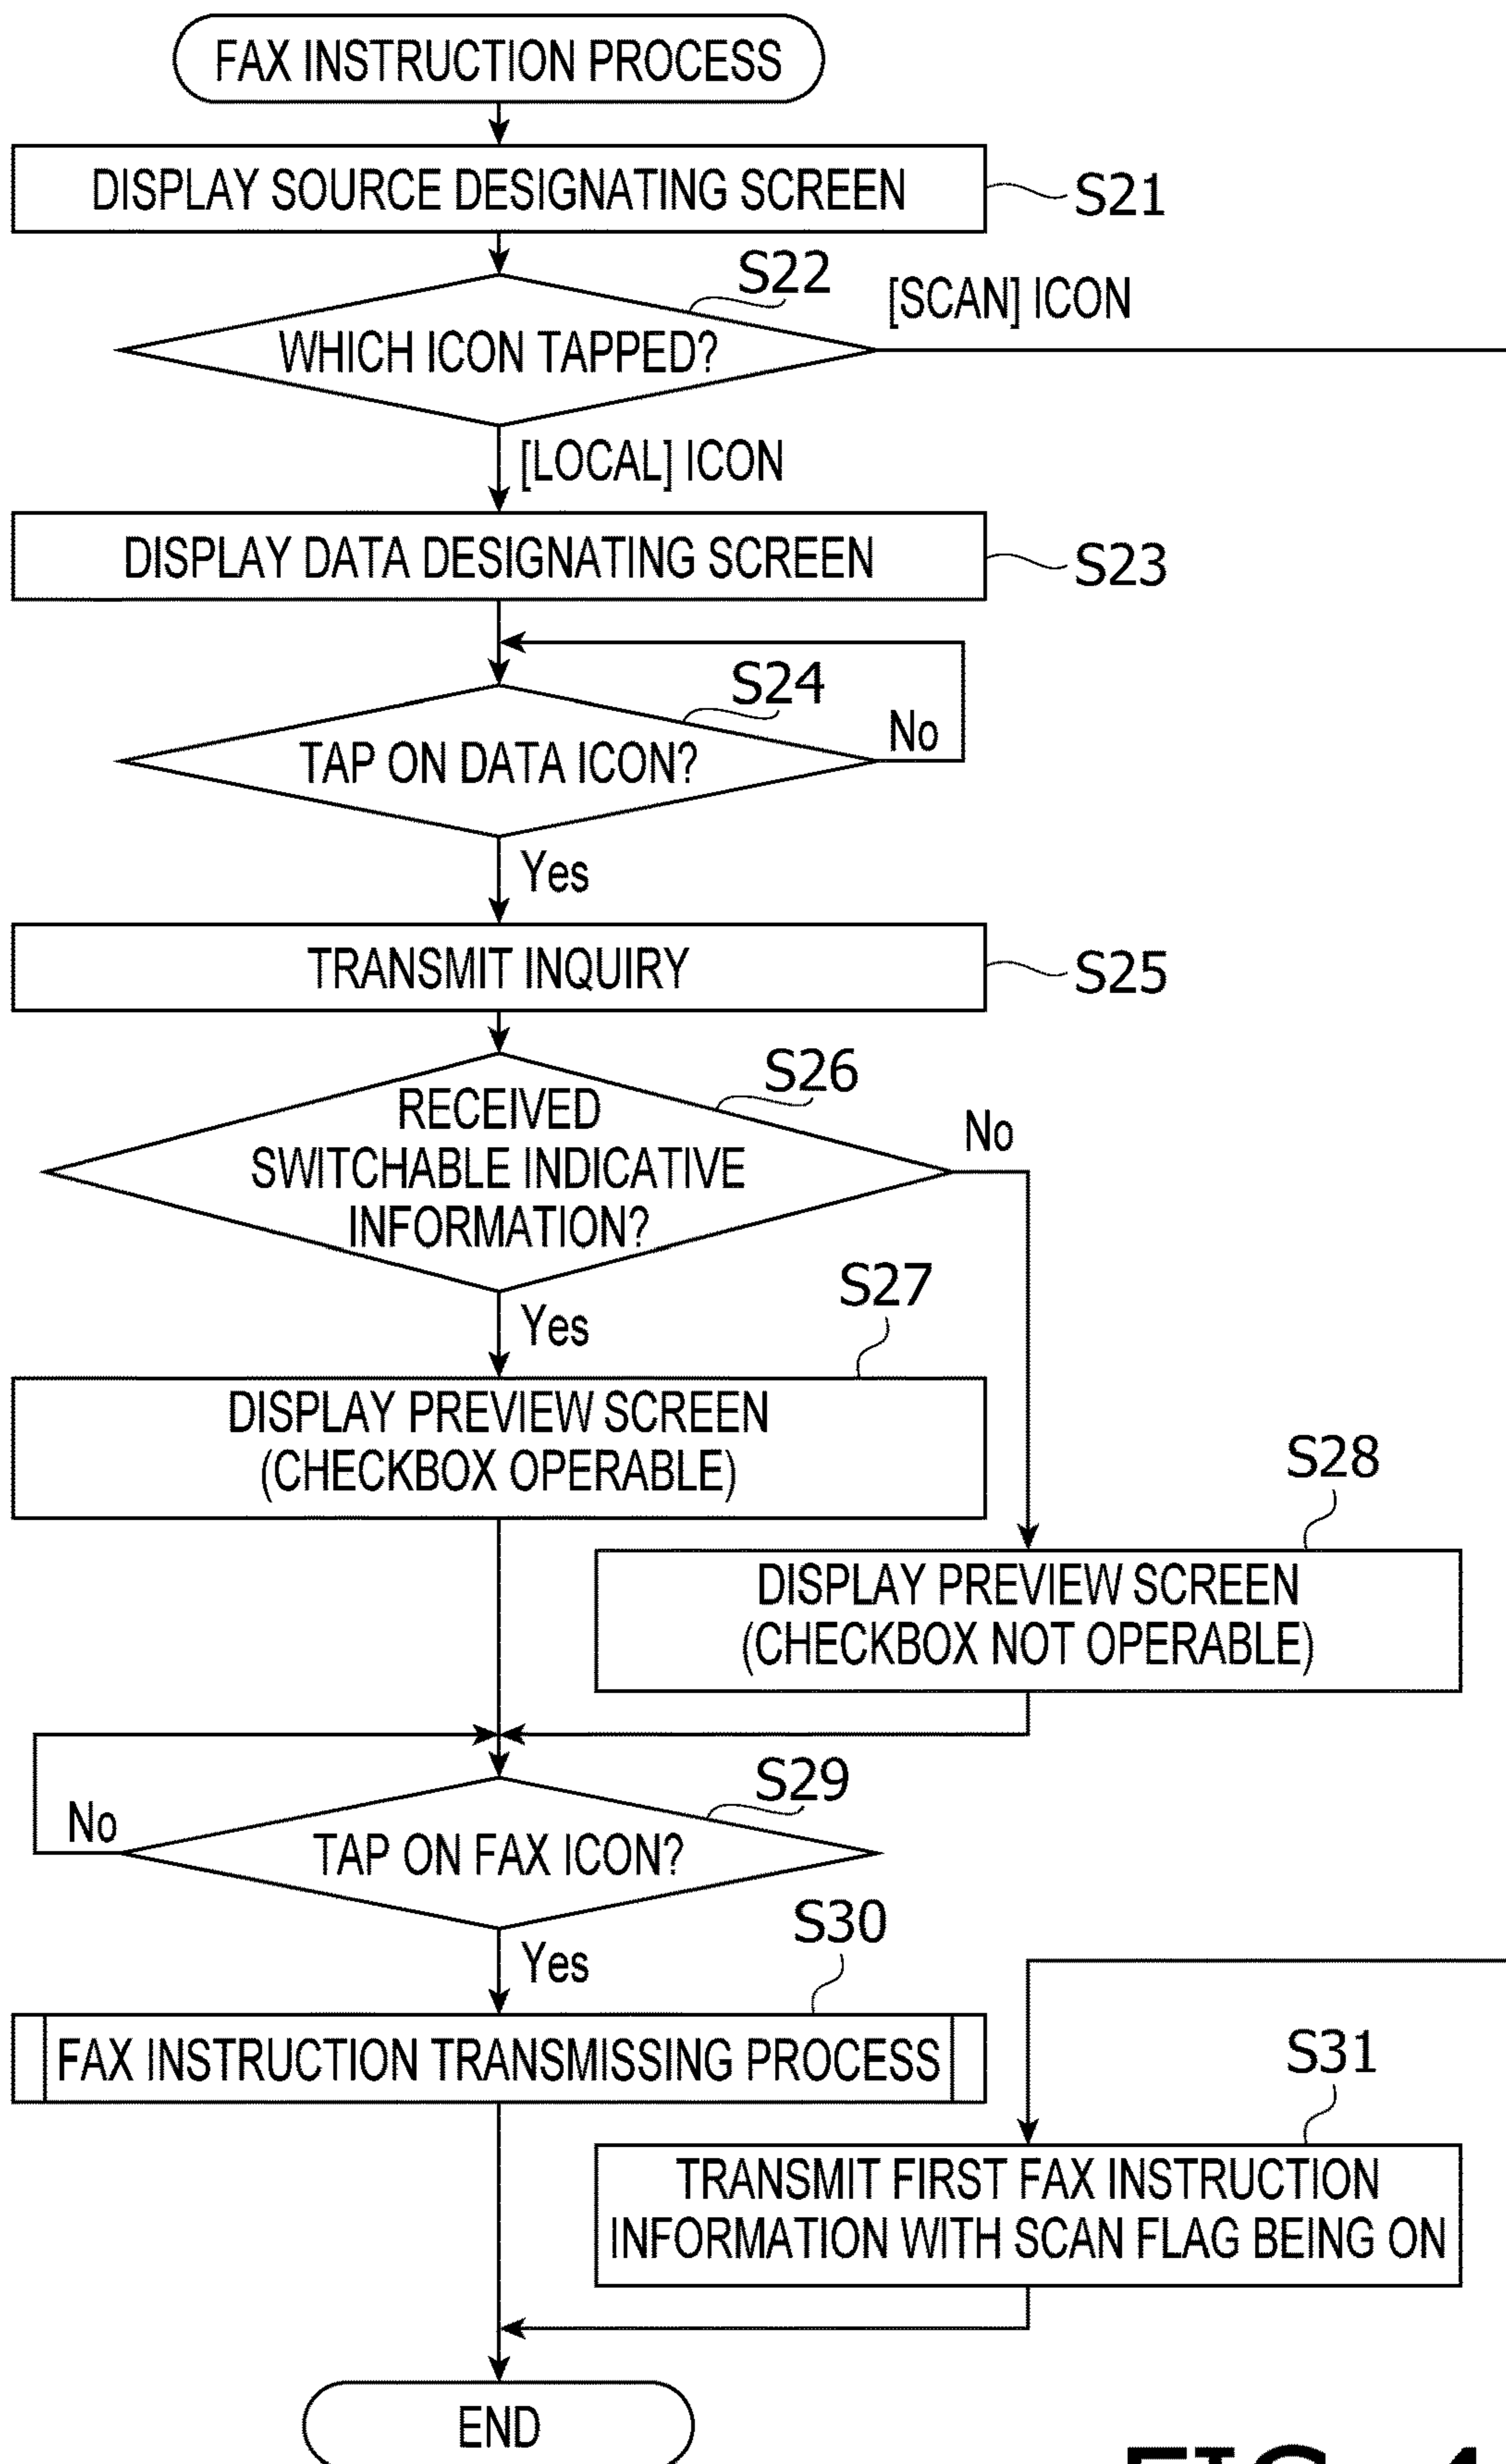 FAX INSTRUCTION PROCESS
DISPLAY SOURCE DESIGNATING SCREEN
S21
S22
WHICH ICON TAPPED?
[SCAN] ICON
[LOCAL] ICON
DISPLAY DATA DESIGNATING SCREEN
S23
S24
TAP ON DATA ICON?
No
Yes
TRANSMIT INQUIRY
S25
S26
RECEIVED
SWITCHABLE INDICATIVE
INFORMATION?
No
Yes
S27
DISPLAY PREVIEW SCREEN
(CHECKBOX OPERABLE)
S28
DISPLAY PREVIEW SCREEN
(CHECKBOX NOT OPERABLE)
S29
TAP ON FAX ICON?
No
Yes
S30
FAX INSTRUCTION TRANSMISSING PROCESS
S31
TRANSMIT FIRST FAX INSTRUCTION
INFORMATION WITH SCAN FLAG BEING ON
END